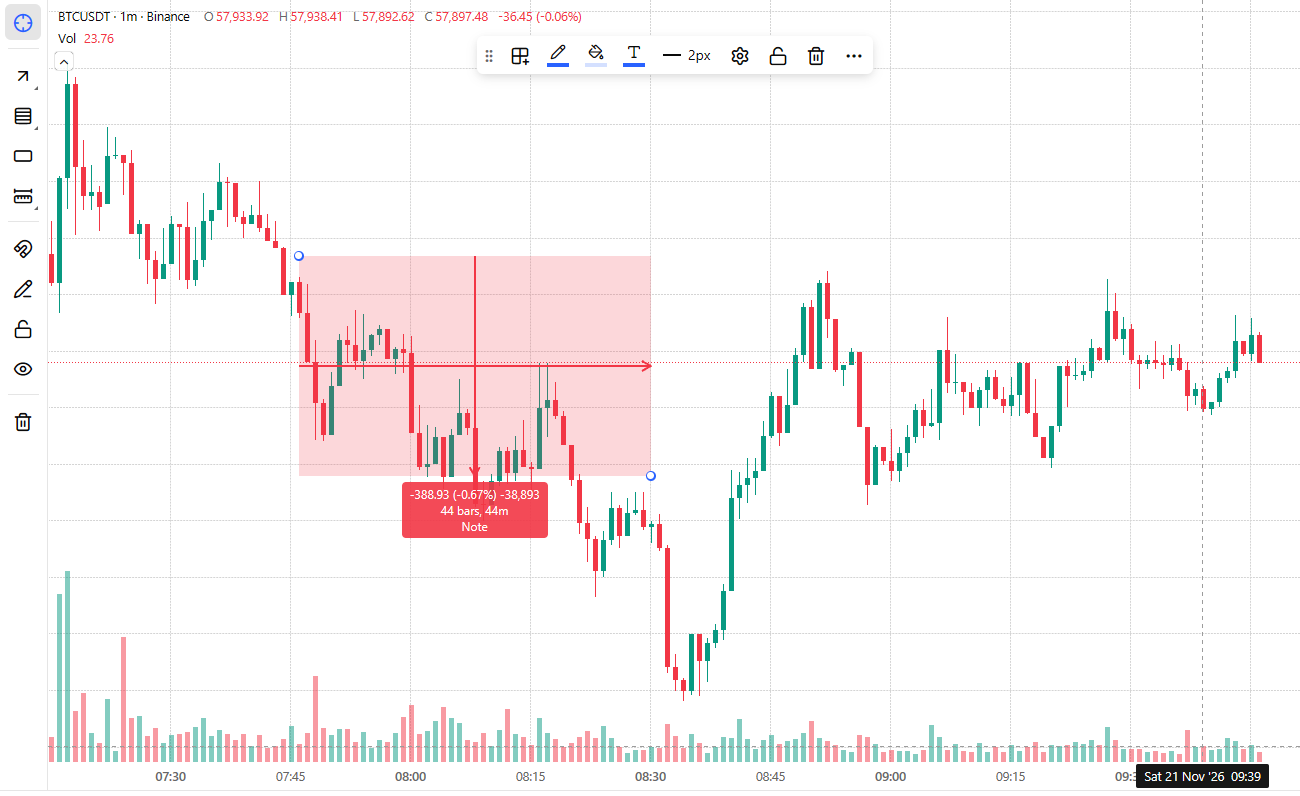 BTCUSDT · 1m · Binance O 57,933.92 H 57,938.41 L 57,892.62 C 57,897.48 -36.45 (-0.06%)
Vol 23.76
T 2px
-388.93 (-0.67%) -38,893
44 bars, 44m
Note
07:30 07:45 08:00 08:15 08:30 08:45 09:00 09:15 Sat 21 Nov '26 09:39